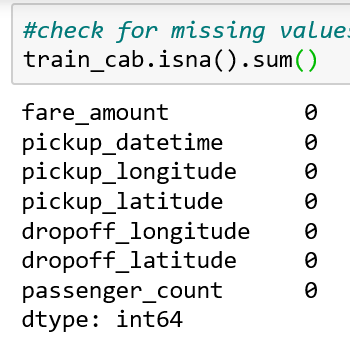 #check for missing values
train_cab.isna().sum()
fare_amount 0
pickup_datetime 0
pickup_longitude 0
pickup_latitude 0
dropoff_longitude 0
dropoff_latitude 0
passenger_count 0
dtype: int64